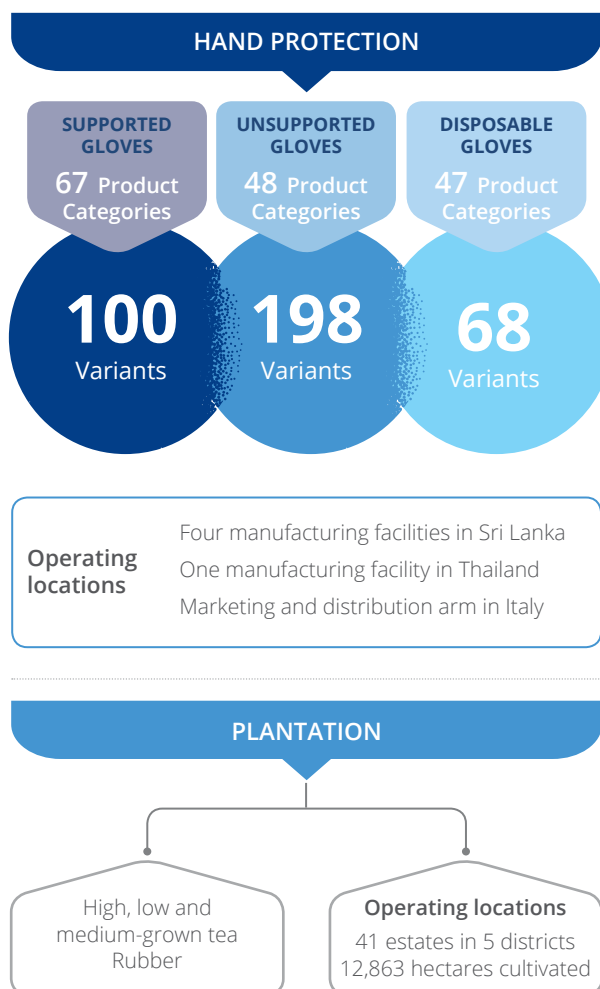 HAND PROTECTION
SUPPORTED
GLOVES
67 Product
Categories
100
Variants
UNSUPPORTED
GLOVES
48 Product
Categories
198
Variants
DISPOSABLE
GLOVES
47 Product
Categories
68
Variants
Operating
locations
Four manufacturing facilities in Sri Lanka
One manufacturing facility in Thailand
Marketing and distribution arm in Italy
PLANTATION
High, low and
medium-grown tea
Rubber
Operating locations
41 estates in 5 districts
12,863 hectares cultivated